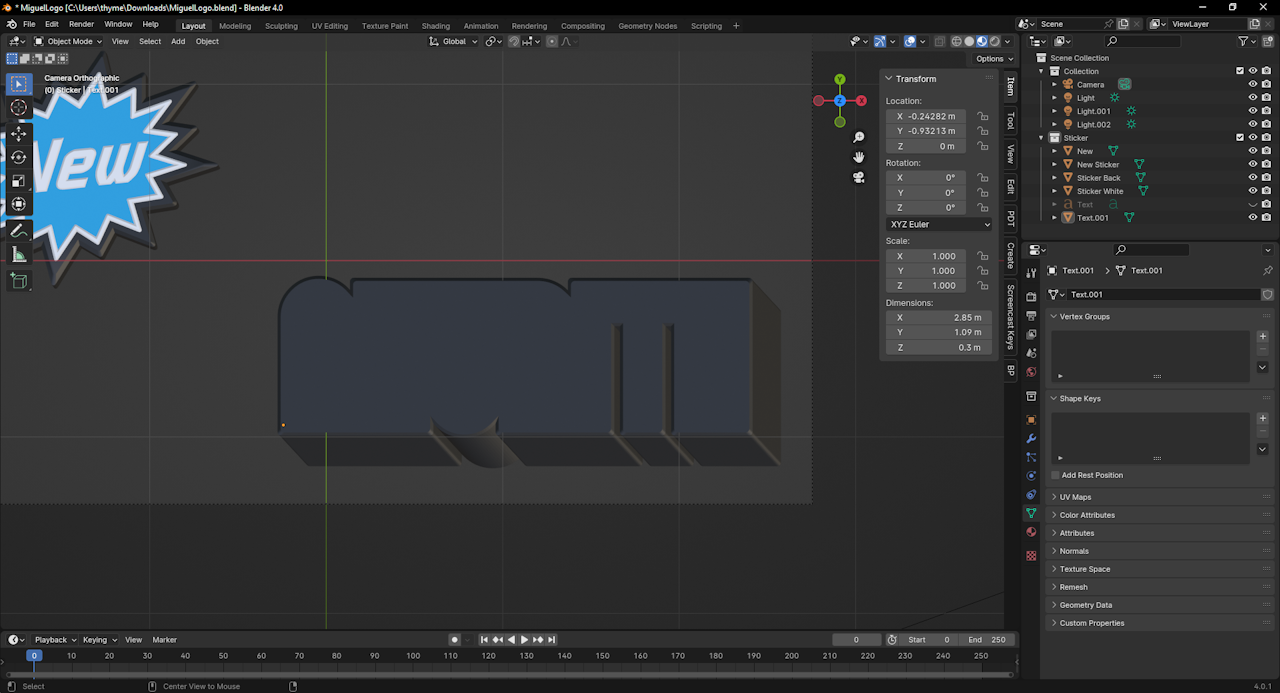 * MiguelLogo [C:\Users\thyme\Downloads\MiguelLogo.blend] - Blender 4.0
File Edit Render Window Help Layout Modeling Sculpting UV Editing Texture Paint Shading Animation Rendering Compositing Geometry Nodes Scripting + Scene ViewLayer
Object Mode View Select Add Object Global
Options
Camera Orthographic
(0) Sticker | Text.001
New
Y
X
Z
Transform
Location:
X -0.24282 m
Y -0.93213 m
Z 0 m
Rotation:
X 0°
Y 0°
Z 0°
XYZ Euler
Scale:
X 1.000
Y 1.000
Z 1.000
Dimensions:
X 2.85 m
Y 1.09 m
Z 0.3 m
Item
Tool
View
Edit
PDT
Create
Screencast Keys
BP
Scene Collection
Collection
Camera
Light
Light.001
Light.002
Sticker
New
New Sticker
Sticker Back
Sticker White
Text
Text.001
Text.001 Text.001
Text.001
Vertex Groups
Shape Keys
Add Rest Position
UV Maps
Color Attributes
Attributes
Normals
Texture Space
Remesh
Geometry Data
Custom Properties
Playback Keying View Marker 0 Start 0 End 250
0 10 20 30 40 50 60 70 80 90 100 110 120 130 140 150 160 170 180 190 200 210 220 230 240 250
Select Center View to Mouse 4.0.1